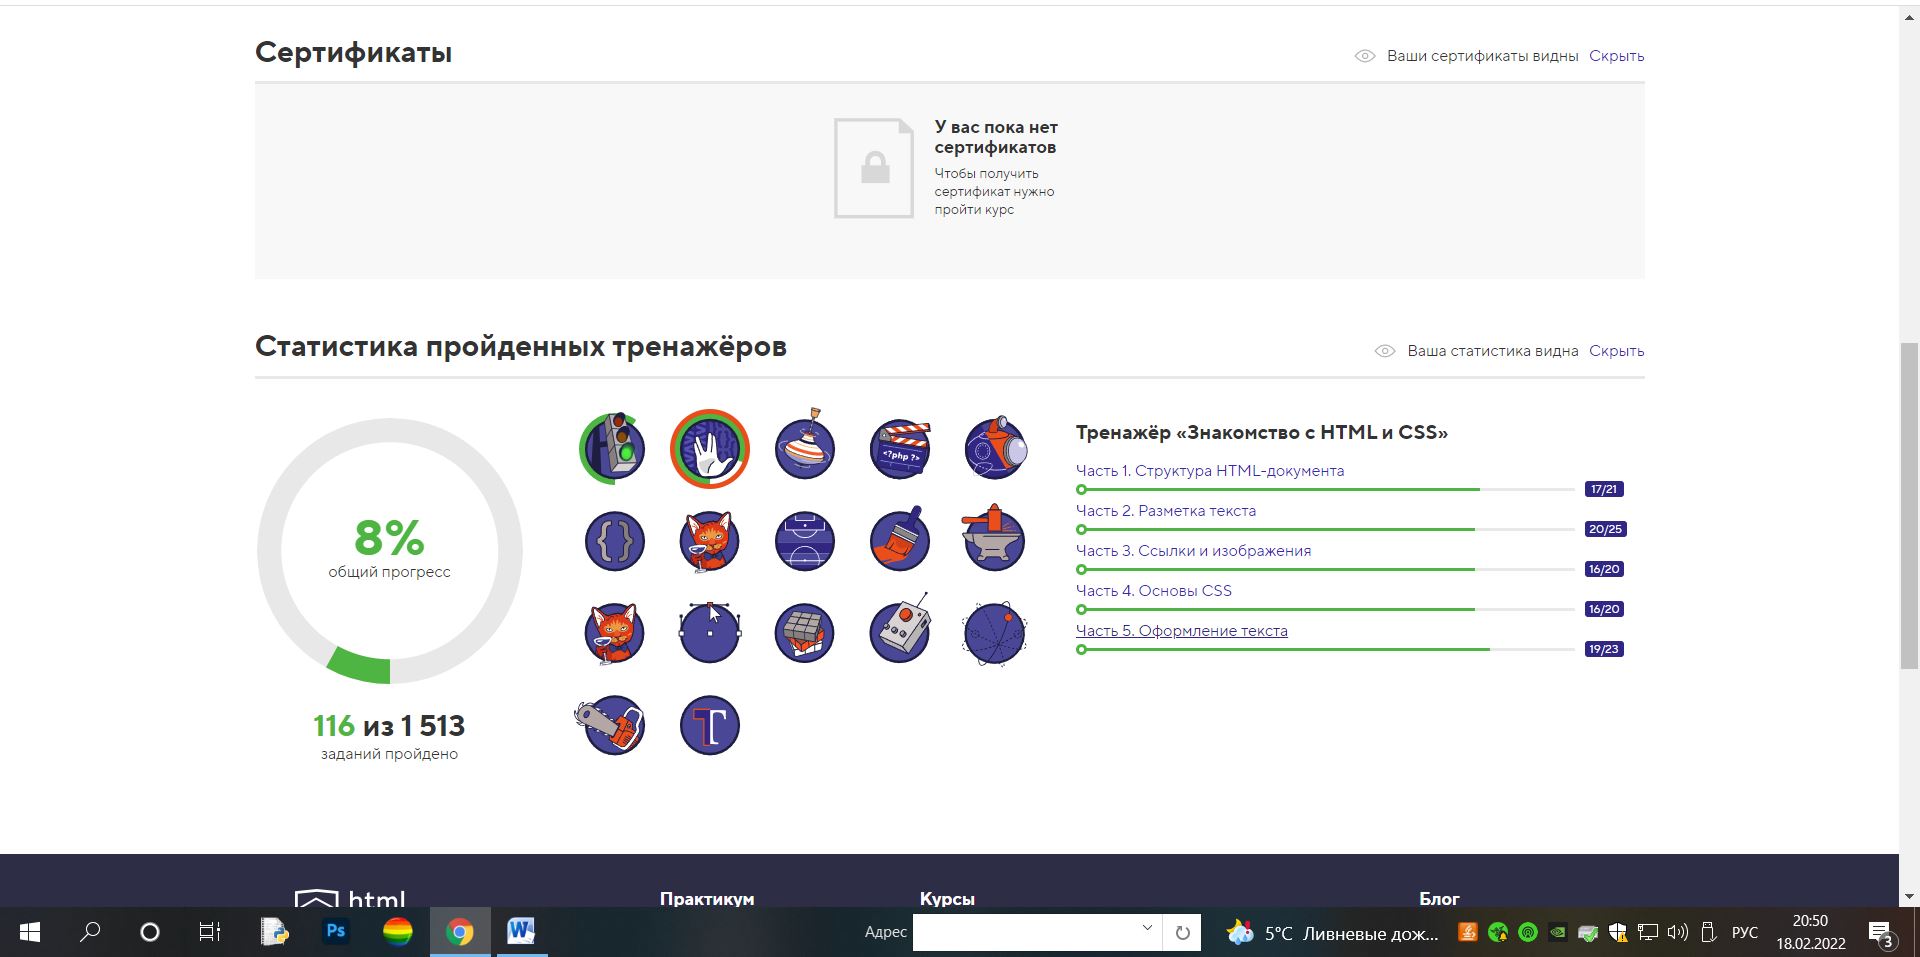 Сертификаты
Ваши сертификаты видны Скрыть
У вас пока нет
сертификатов
Чтобы получить
сертификат нужно
пройти курс
Статистика пройденных тренажёров
Ваша статистика видна Скрыть
8%
общий прогресс
116 из 1 513
заданий пройдено
<?php ?>
{}
T
Тренажёр «Знакомство с HTML и CSS»
Часть 1. Структура HTML-документа
17/21
Часть 2. Разметка текста
20/25
Часть 3. Ссылки и изображения
16/20
Часть 4. Основы CSS
16/20
Часть 5. Оформление текста
19/23
html
Практикум
Курсы
Блог
Ps
W
Адрес
5°C Ливневые дож...
РУС
20:50
18.02.2022
3